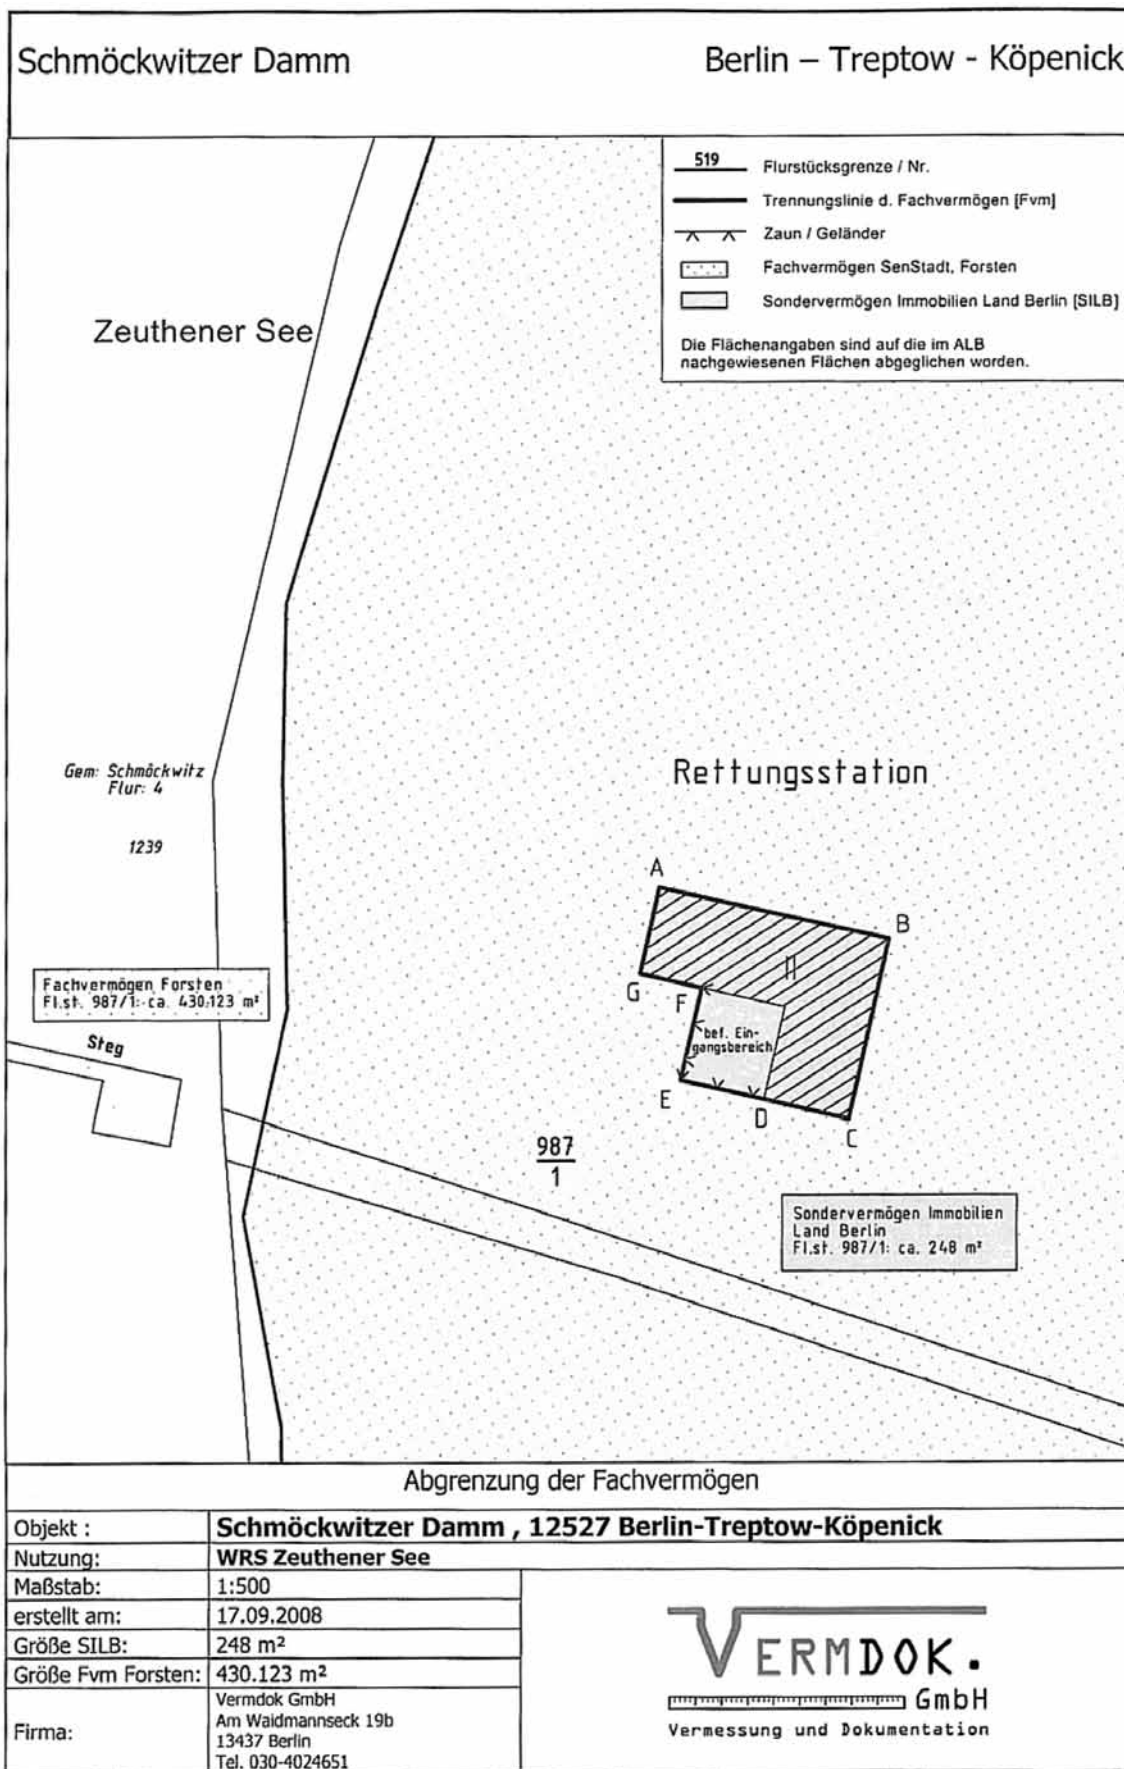 Schmöckwitzer Damm
Berlin – Treptow - Köpenick
519 Flurstücksgrenze / Nr.
Trennungslinie d. Fachvermögen [Fvm]
Zaun / Geländer
Fachvermögen SenStadt, Forsten
Sondervermögen Immobilien Land Berlin [SILB]
Die Flächenangaben sind auf die im ALB
nachgewiesenen Flächen abgeglichen worden.
Zeuthener See
Gem: Schmöckwitz
Flur: 4
1239
Rettungsstation
A
B
II
G
F
bef. Ein-
gangsbereich
E
D
C
Fachvermögen Forsten
Fl.st. 987/1: ca. 430.123 m²
Steg
987
1
Sondervermögen Immobilien
Land Berlin
Fl.st. 987/1: ca. 248 m²
Abgrenzung der Fachvermögen
Objekt : Schmöckwitzer Damm , 12527 Berlin-Treptow-Köpenick
Nutzung: WRS Zeuthener See
Maßstab: 1:500
erstellt am: 17.09.2008
Größe SILB: 248 m²
Größe Fvm Forsten: 430.123 m²
Firma:
Vermdok GmbH
Am Waidmannseck 19b
13437 Berlin
Tel. 030-4024651
VERMDOK.
GmbH
Vermessung und Dokumentation